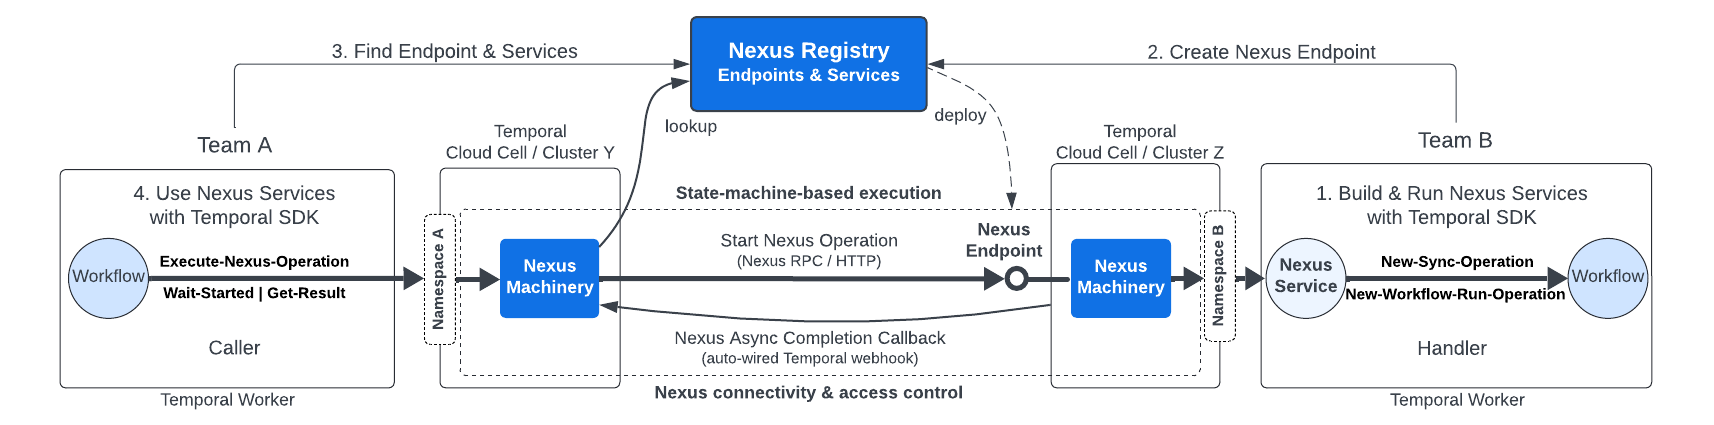 3. Find Endpoint & Services
Nexus Registry
Endpoints & Services
2. Create Nexus Endpoint
lookup
deploy
Team A
Temporal
Cloud Cell / Cluster Y
Temporal
Cloud Cell / Cluster Z
Team B
4. Use Nexus Services
with Temporal SDK
Workflow
Execute-Nexus-Operation
Wait-Started | Get-Result
Caller
Temporal Worker
Namespace A
Nexus
Machinery
State-machine-based execution
Start Nexus Operation
(Nexus RPC / HTTP)
Nexus
Endpoint
Nexus Async Completion Callback
(auto-wired Temporal webhook)
Nexus connectivity & access control
Nexus
Machinery
Namespace B
1. Build & Run Nexus Services
with Temporal SDK
Nexus
Service
New-Sync-Operation
New-Workflow-Run-Operation
Workflow
Handler
Temporal Worker